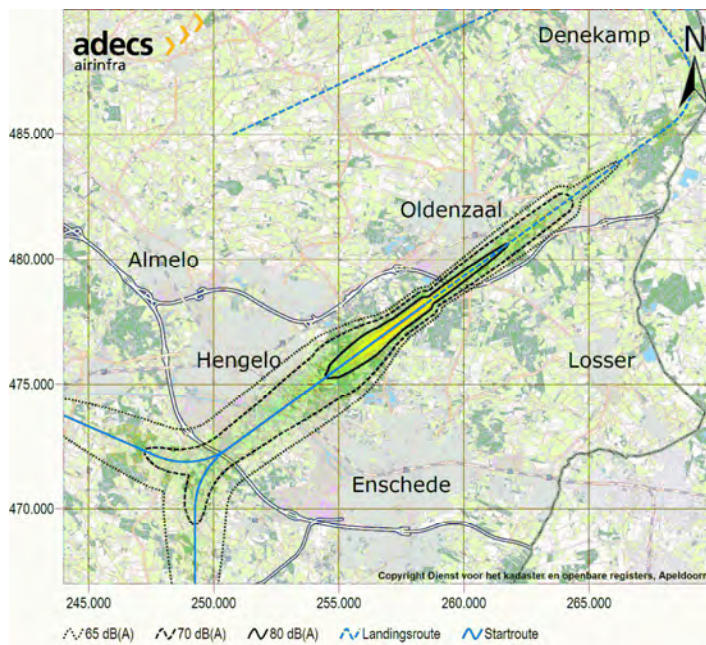 adecs
airinfra
Denekamp
N
485.000
Oldenzaal
480.000
Almelo
Hengelo
Losser
475.000
Enschede
470.000
Copyright Dienst voor het kadaster en openbare registers, Apeldoorn
245.000 250.000 255.000 260.000 265.000
65 dB(A) 70 dB(A) 80 dB(A) Landingsroute Startroute